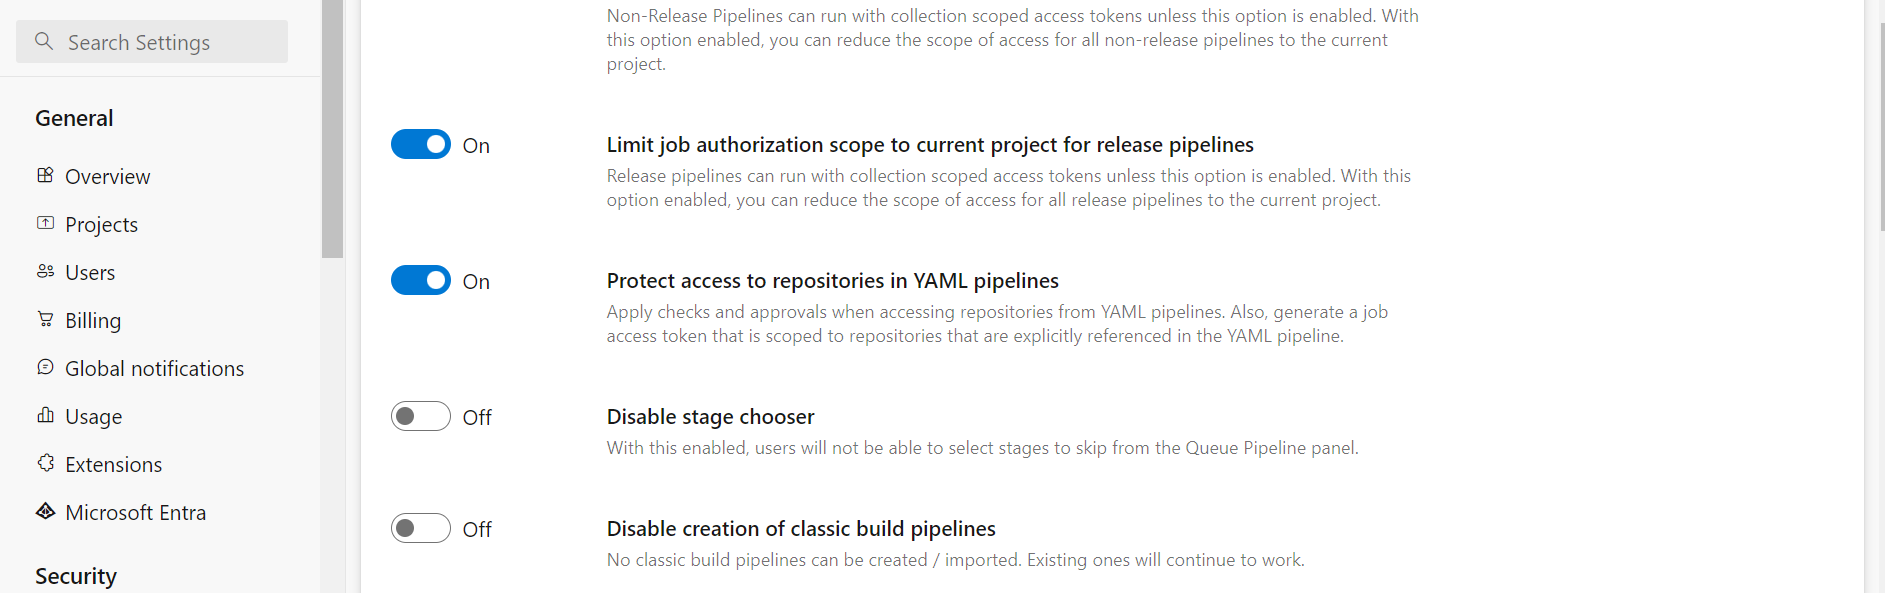 Search Settings
General
Overview
Projects
Users
Billing
Global notifications
Usage
Extensions
Microsoft Entra
Security
Non-Release Pipelines can run with collection scoped access tokens unless this option is enabled. With
this option enabled, you can reduce the scope of access for all non-release pipelines to the current
project.
On
Limit job authorization scope to current project for release pipelines
Release pipelines can run with collection scoped access tokens unless this option is enabled. With this
option enabled, you can reduce the scope of access for all release pipelines to the current project.
On
Protect access to repositories in YAML pipelines
Apply checks and approvals when accessing repositories from YAML pipelines. Also, generate a job
access token that is scoped to repositories that are explicitly referenced in the YAML pipeline.
Off
Disable stage chooser
With this enabled, users will not be able to select stages to skip from the Queue Pipeline panel.
Off
Disable creation of classic build pipelines
No classic build pipelines can be created / imported. Existing ones will continue to work.